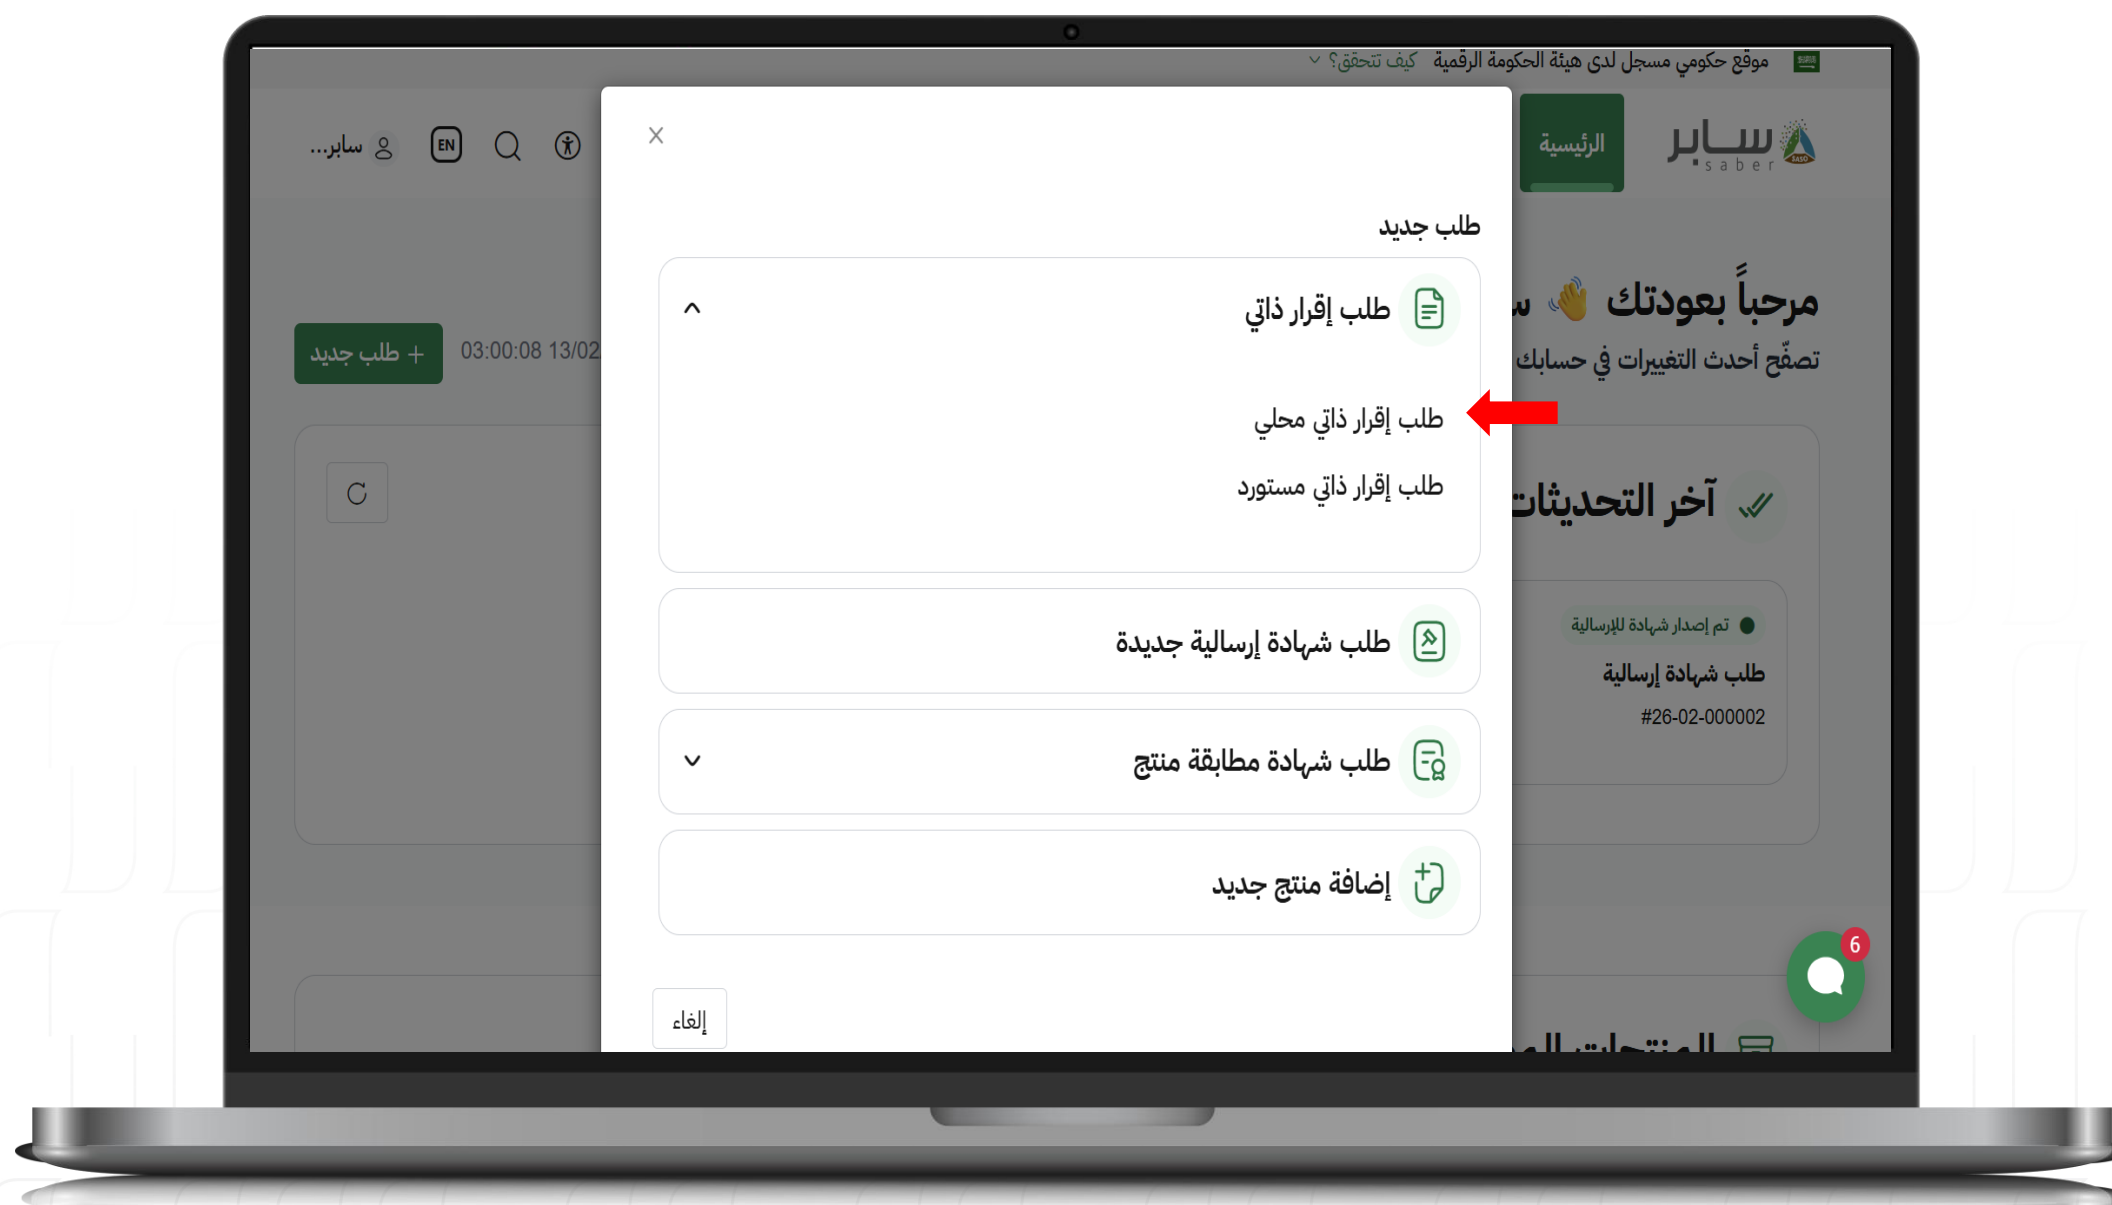 موقع حكومي مسجل لدى هيئة الحكومة الرقمية كيف تتحقق؟
سابر
saber
SASO
الرئيسية
EN
سابر...
مرحباً بعودتك 👋
تصفّح أحدث التغييرات في حسابك
03:00:08 13/02
+ طلب جديد
طلب جديد
طلب إقرار ذاتي
طلب إقرار ذاتي محلي
طلب إقرار ذاتي مستورد
طلب شهادة إرسالية جديدة
طلب شهادة مطابقة منتج
إضافة منتج جديد
إلغاء
آخر التحديثات
تم إصدار شهادة للإرسالية
طلب شهادة إرسالية
#26-02-000002
6
المنتجات